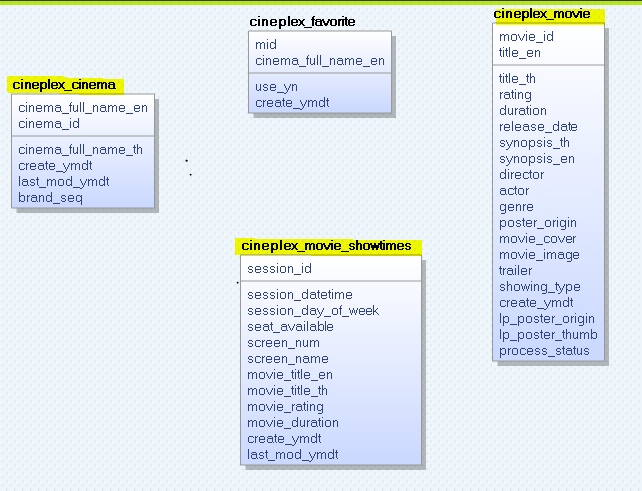 cineplex_favorite
mid
cinema_full_name_en
use_yn
create_ymdt
cineplex_movie
movie_id
title_en
title_th
rating
duration
release_date
synopsis_th
synopsis_en
director
actor
genre
poster_origin
movie_cover
movie_image
trailer
showing_type
create_ymdt
lp_poster_origin
lp_poster_thumb
process_status
cineplex_cinema
cinema_full_name_en
cinema_id
cinema_full_name_th
create_ymdt
last_mod_ymdt
brand_seq
cineplex_movie_showtimes
session_id
session_datetime
session_day_of_week
seat_available
screen_num
screen_name
movie_title_en
movie_title_th
movie_rating
movie_duration
create_ymdt
last_mod_ymdt